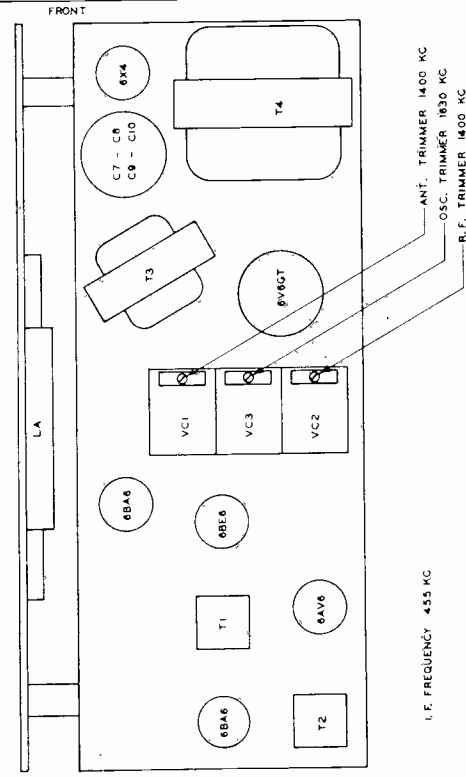 FRONT
6X4
C7 - C8
C9 - C10
T4
T3
6V6GT
LA
VC1
VC3
VC2
6BA6
6BE6
T1
6AV6
6BA6
T2
ANT. TRIMMER 1400 KC
OSC. TRIMMER 1630 KC
R.F. TRIMMER 1400 KC
I.F. FREQUENCY 455 KC